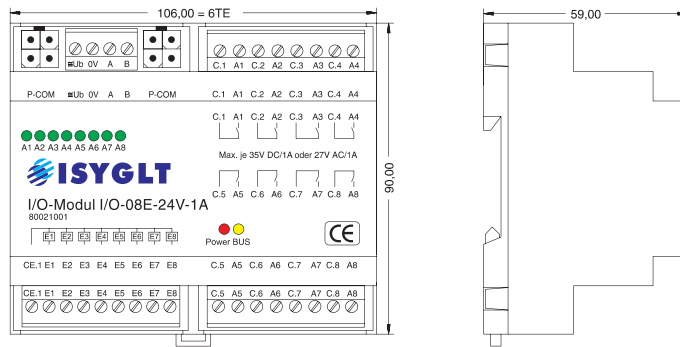 106,00 = 6TE
59,00
≅Ub 0V A B
C.1 A1 C.2 A2 C.3 A3 C.4 A4
P-COM ≅Ub 0V A B P-COM
C.1 A1 C.2 A2 C.3 A3 C.4 A4
C.1 A1 C.2 A2 C.3 A3 C.4 A4
A1 A2 A3 A4 A5 A6 A7 A8
Max. je 35V DC/1A oder 27V AC/1A
ISYGLT
90,00
C.5 A5 C.6 A6 C.7 A7 C.8 A8
I/O-Modul I/O-08E-24V-1A
80021001
E1 E2 E3 E4 E5 E6 E7 E8
Power BUS
CE
CE.1 E1 E2 E3 E4 E5 E6 E7 E8
C.5 A5 C.6 A6 C.7 A7 C.8 A8
CE.1 E1 E2 E3 E4 E5 E6 E7 E8
C.5 A5 C.6 A6 C.7 A7 C.8 A8